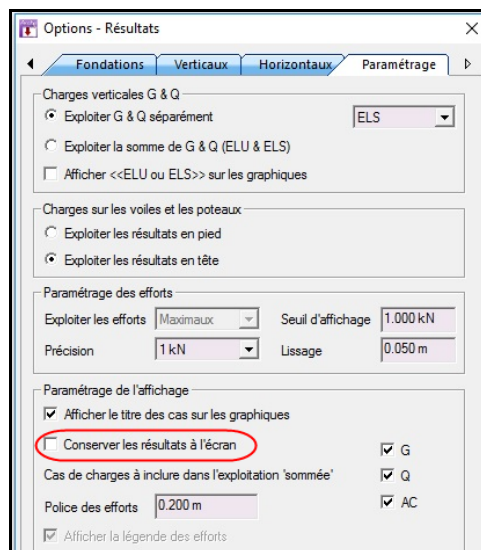 Options - Résultats
Fondations Verticaux Horizontaux Paramétrage
Charges verticales G & Q
Exploiter G & Q séparément ELS
Exploiter la somme de G & Q (ELU & ELS)
Afficher <<ELU ou ELS>> sur les graphiques
Charges sur les voiles et les poteaux
Exploiter les résultats en pied
Exploiter les résultats en tête
Paramétrage des efforts
Exploiter les efforts Maximaux Seuil d'affichage 1.000 kN
Précision 1 kN Lissage 0.050 m
Paramétrage de l'affichage
Afficher le titre des cas sur les graphiques
Conserver les résultats à l'écran G
Cas de charges à inclure dans l'exploitation 'sommée' Q
Police des efforts 0.200 m AC
Afficher la légende des efforts